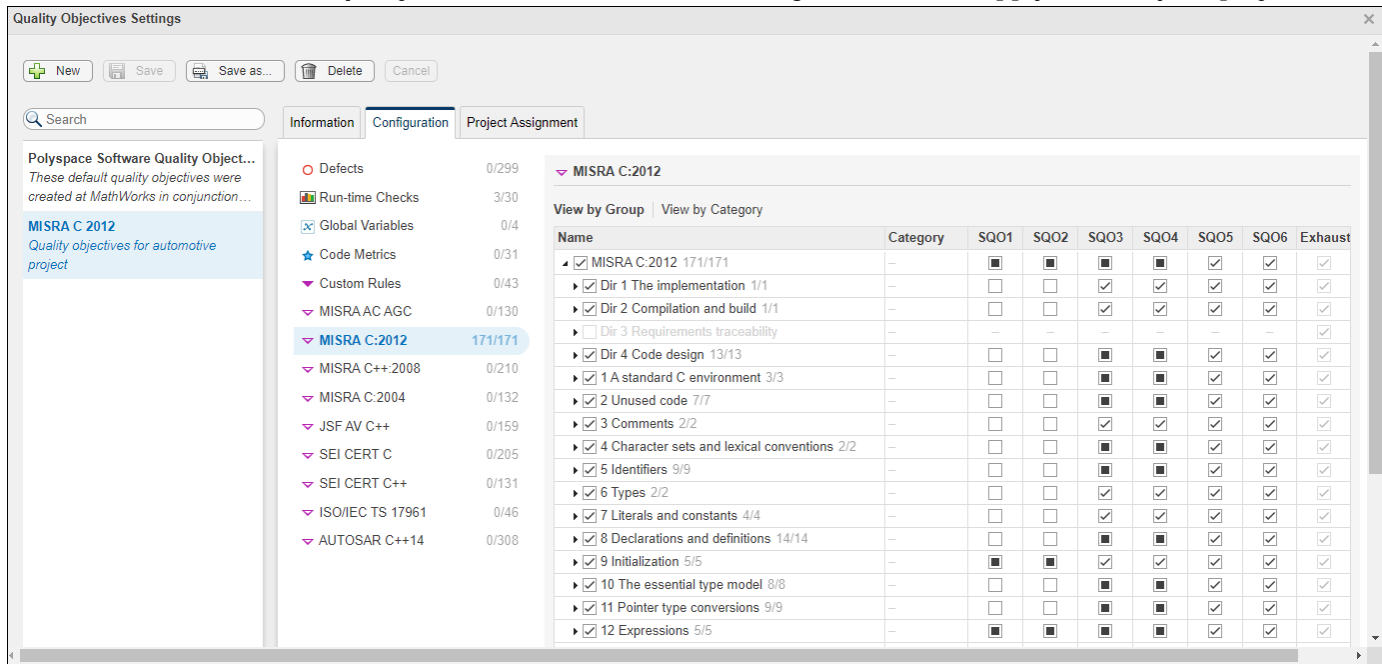 Quality Objectives Settings
New Save Save as... Delete Cancel
Search
Information Configuration Project Assignment
Polyspace Software Quality Object...
These default quality objectives were
created at MathWorks in conjunction...
MISRA C 2012
Quality objectives for automotive
project
Defects 0/299
Run-time Checks 3/30
Global Variables 0/4
Code Metrics 0/31
Custom Rules 0/43
MISRA AC AGC 0/130
MISRA C:2012 171/171
MISRA C++:2008 0/210
MISRA C:2004 0/132
JSF AV C++ 0/159
SEI CERT C 0/205
SEI CERT C++ 0/131
ISO/IEC TS 17961 0/46
AUTOSAR C++14 0/308
MISRA C:2012
View by Group View by Category
Name Category SQO1 SQO2 SQO3 SQO4 SQO5 SQO6 Exhaust
MISRA C:2012 171/171 –
Dir 1 The implementation 1/1 –
Dir 2 Compilation and build 1/1 –
Dir 3 Requirements traceability – – – – – – –
Dir 4 Code design 13/13 –
1 A standard C environment 3/3 –
2 Unused code 7/7 –
3 Comments 2/2 –
4 Character sets and lexical conventions 2/2 –
5 Identifiers 9/9 –
6 Types 2/2 –
7 Literals and constants 4/4 –
8 Declarations and definitions 14/14 –
9 Initialization 5/5 –
10 The essential type model 8/8 –
11 Pointer type conversions 9/9 –
12 Expressions 5/5 –